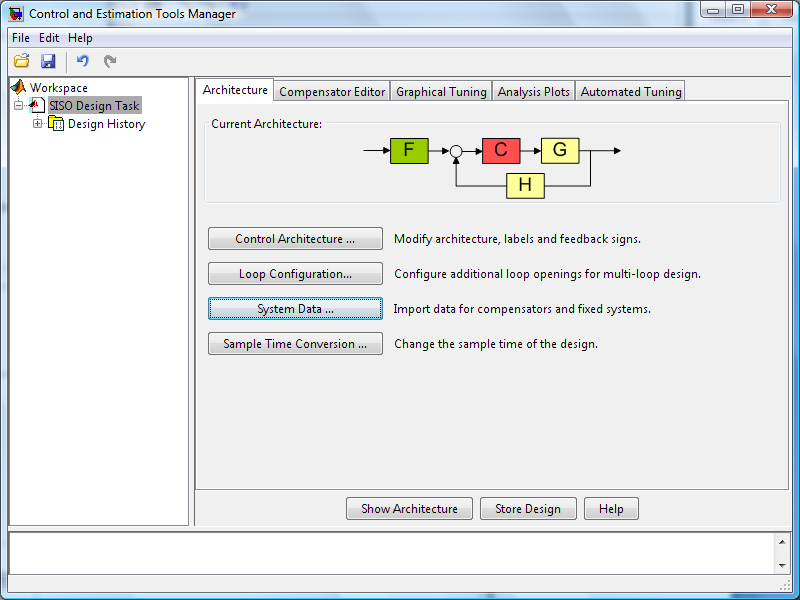 Control and Estimation Tools Manager
File Edit Help
Workspace
SISO Design Task
Design History
Architecture Compensator Editor Graphical Tuning Analysis Plots Automated Tuning
Current Architecture:
F C G
H
Control Architecture ... Modify architecture, labels and feedback signs.
Loop Configuration... Configure additional loop openings for multi-loop design.
System Data ... Import data for compensators and fixed systems.
Sample Time Conversion ... Change the sample time of the design.
Show Architecture Store Design Help